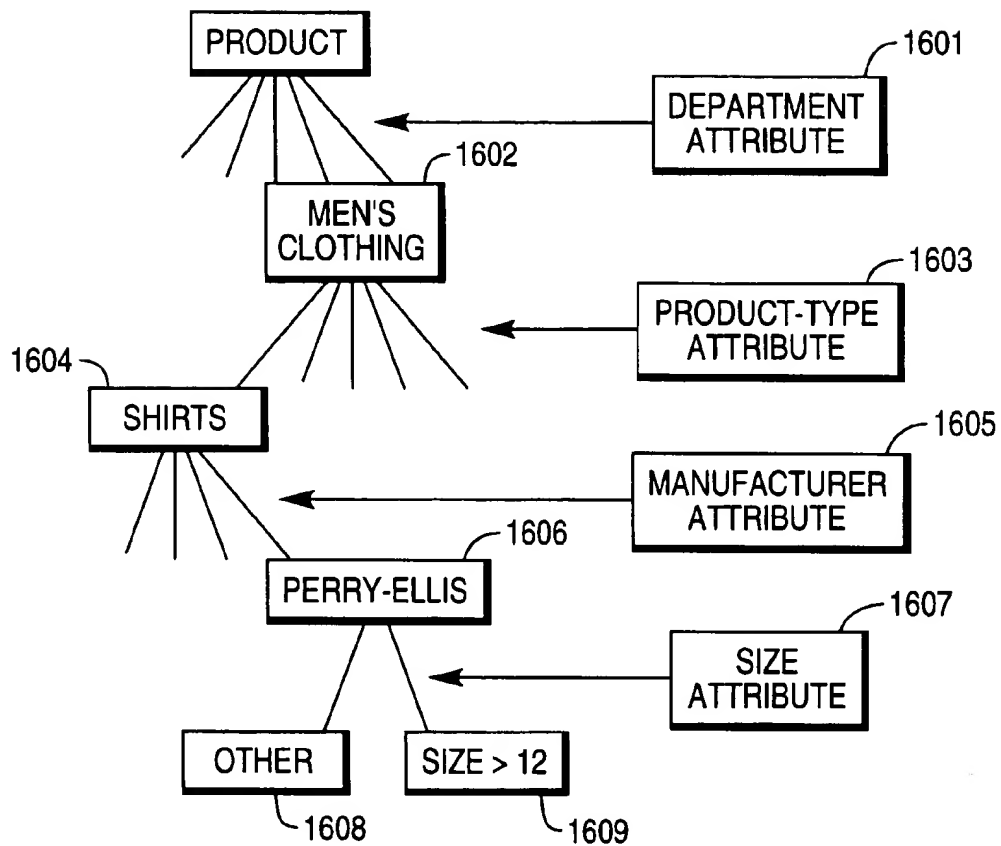 PRODUCT
1601
DEPARTMENT
ATTRIBUTE
1602
MEN'S
CLOTHING
1603
PRODUCT-TYPE
ATTRIBUTE
1604
SHIRTS
1605
MANUFACTURER
ATTRIBUTE
1606
PERRY-ELLIS
1607
SIZE
ATTRIBUTE
OTHER
SIZE > 12
1608
1609